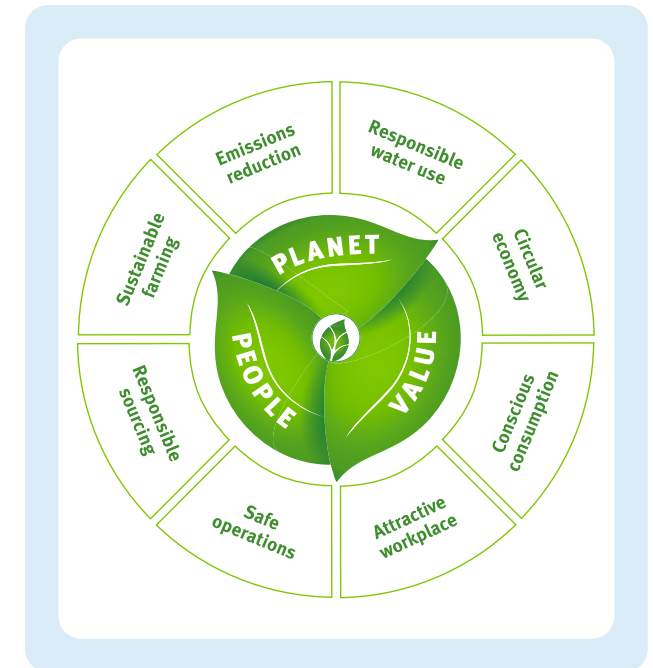 Emissions
reduction
Responsible
water use
Circular
economy
Conscious
consumption
Attractive
workplace
Safe
operations
Responsible
sourcing
Sustainable
farming
PLANET
VALUE
PEOPLE